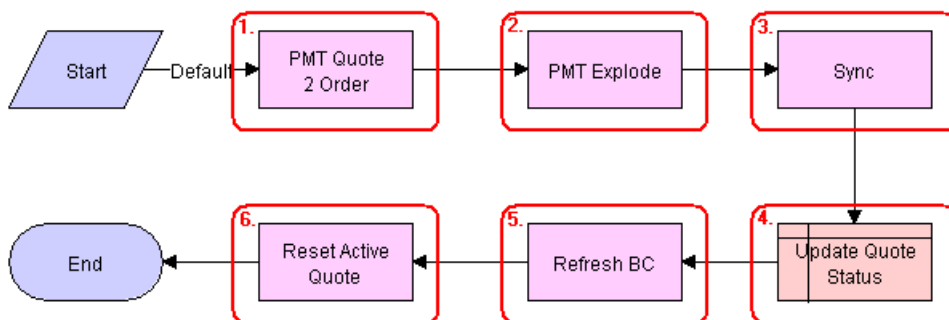 1.
2.
3.
Start
Default
PMT Quote
2 Order
PMT Explode
Sync
6.
5.
4.
End
Reset Active
Quote
Refresh BC
Update Quote
Status